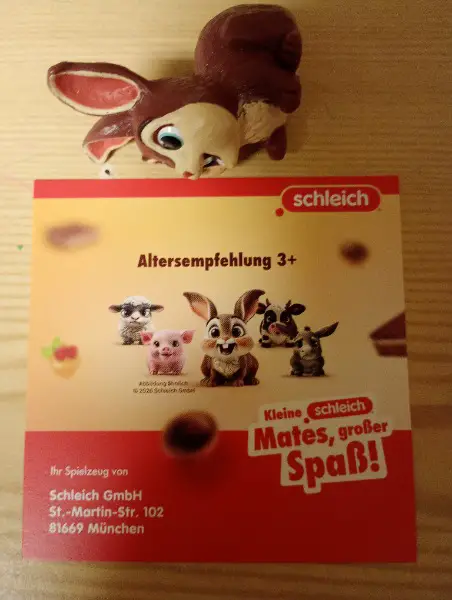 schleich
Altersempfehlung 3+
Abbildung ähnlich
© 2026 Schleich GmbH
Kleine schleich
Mates, großer
Spaß!
Ihr Spielzeug von
Schleich GmbH
St.-Martin-Str. 102
81669 München